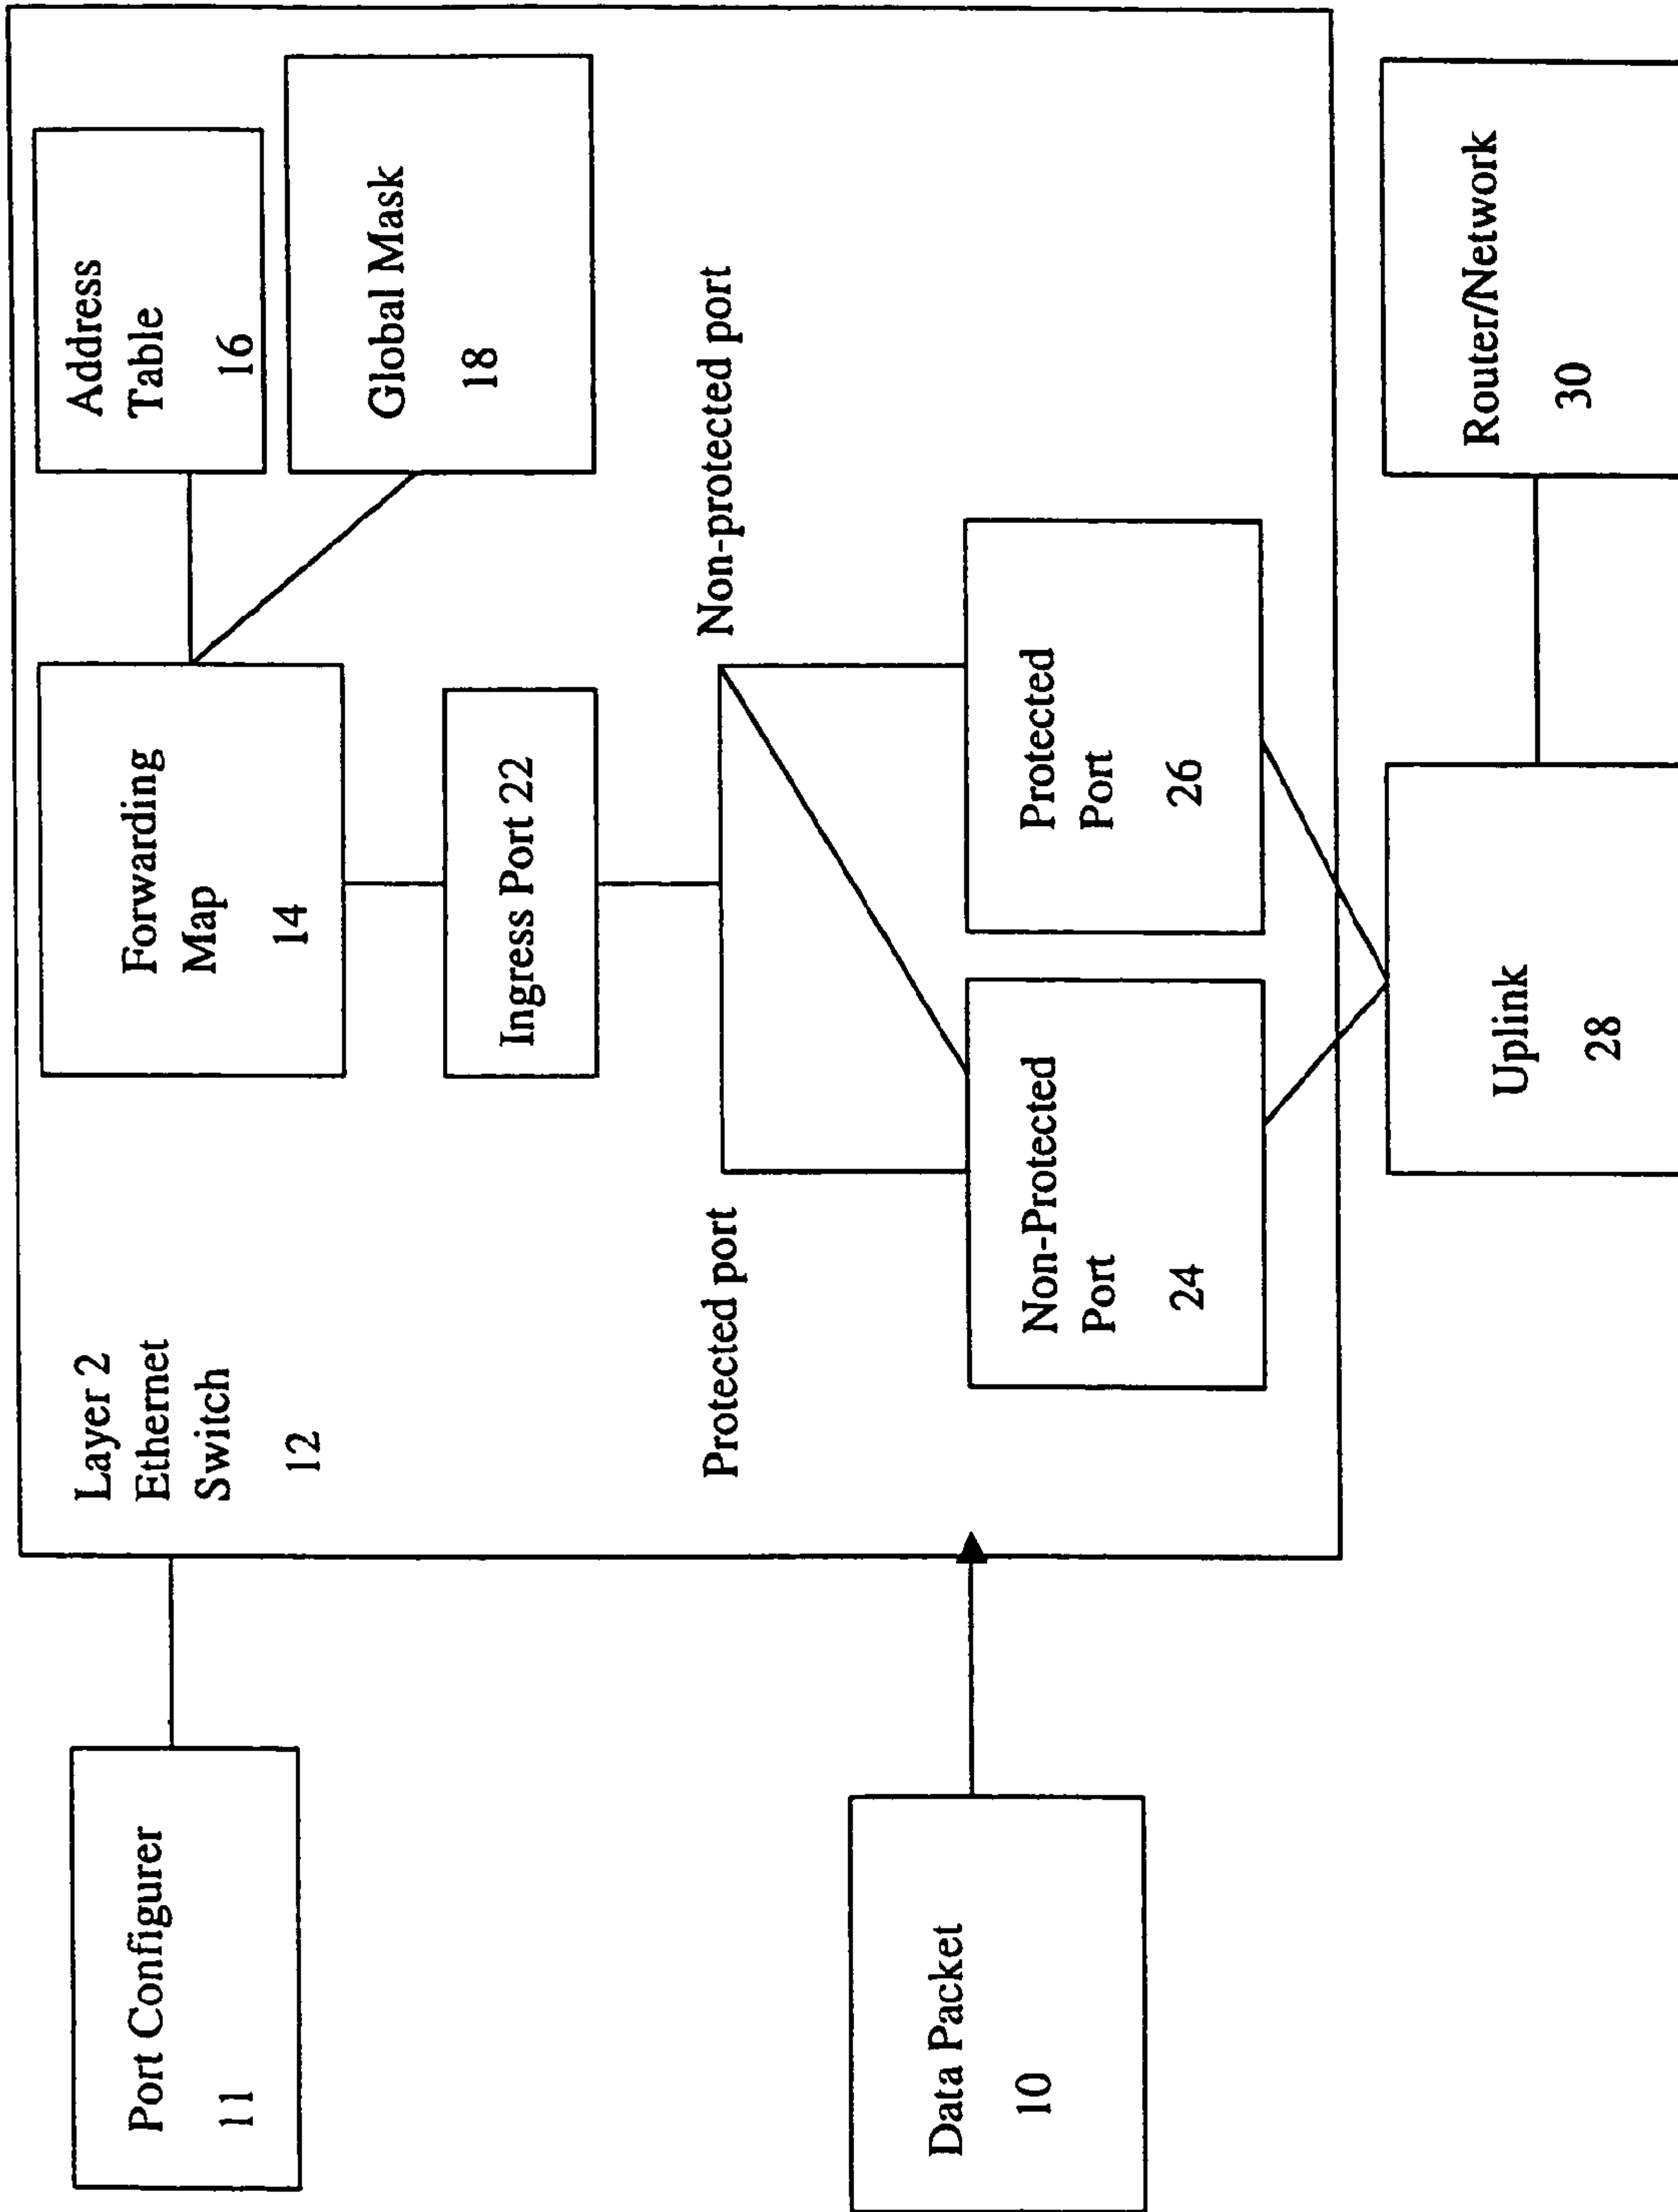 Port Configurer
11
Layer 2
Ethernet
Switch
12
Forwarding
Map
14
Address
Table
16
Global Mask
18
Ingress Port 22
Protected port
Non-protected port
Data Packet
10
Non-Protected
Port
24
Protected
Port
26
Uplink
28
Router/Network
30